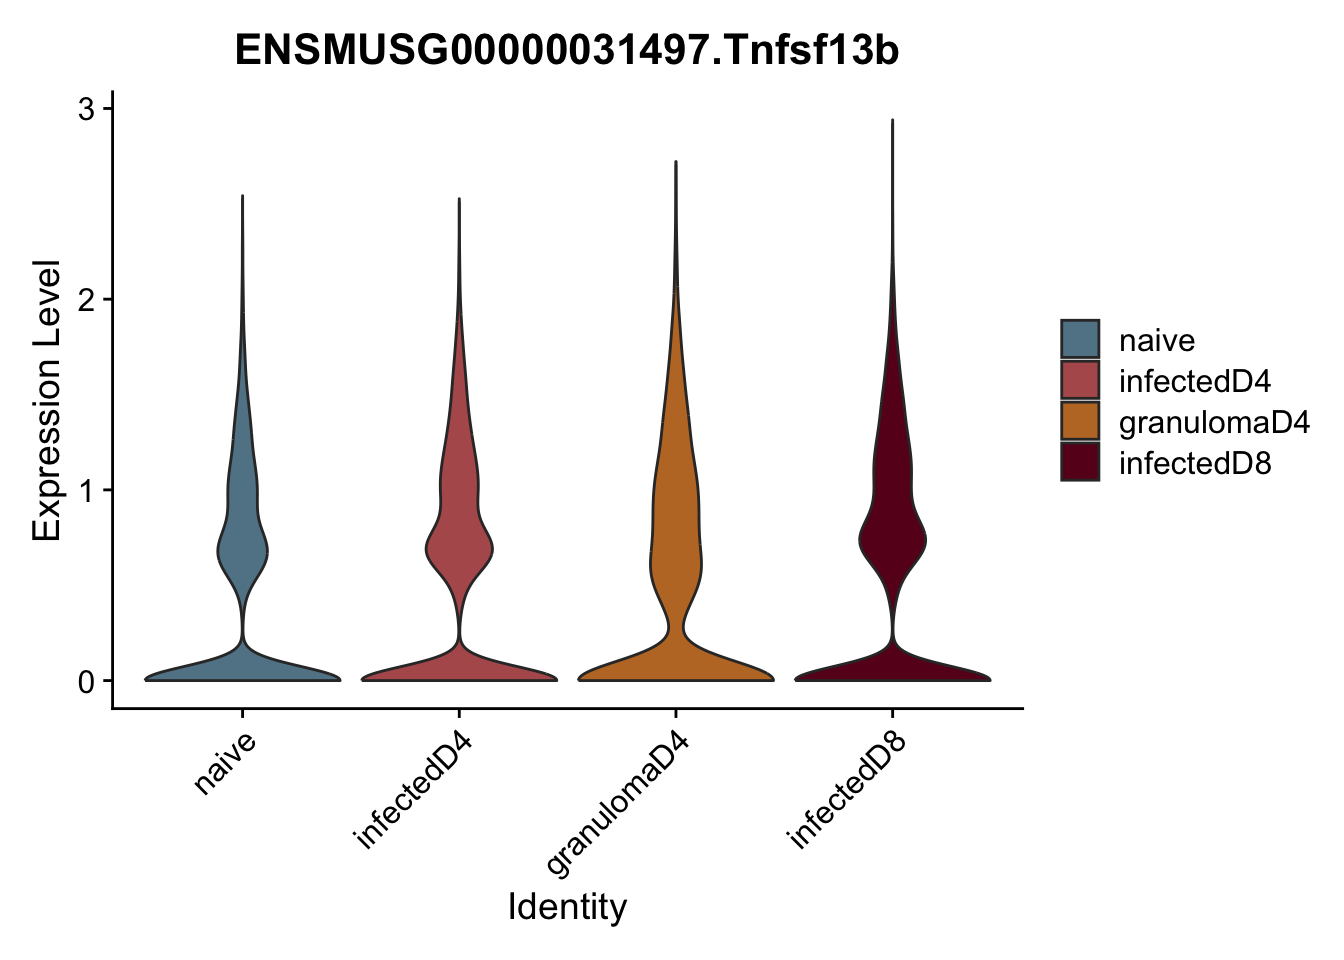 ENSMUSG00000031497.Tnfsf13b
Expression Level
3
2
1
0
naive
infectedD4
granulomaD4
infectedD8
Identity
naive
infectedD4
granulomaD4
infectedD8